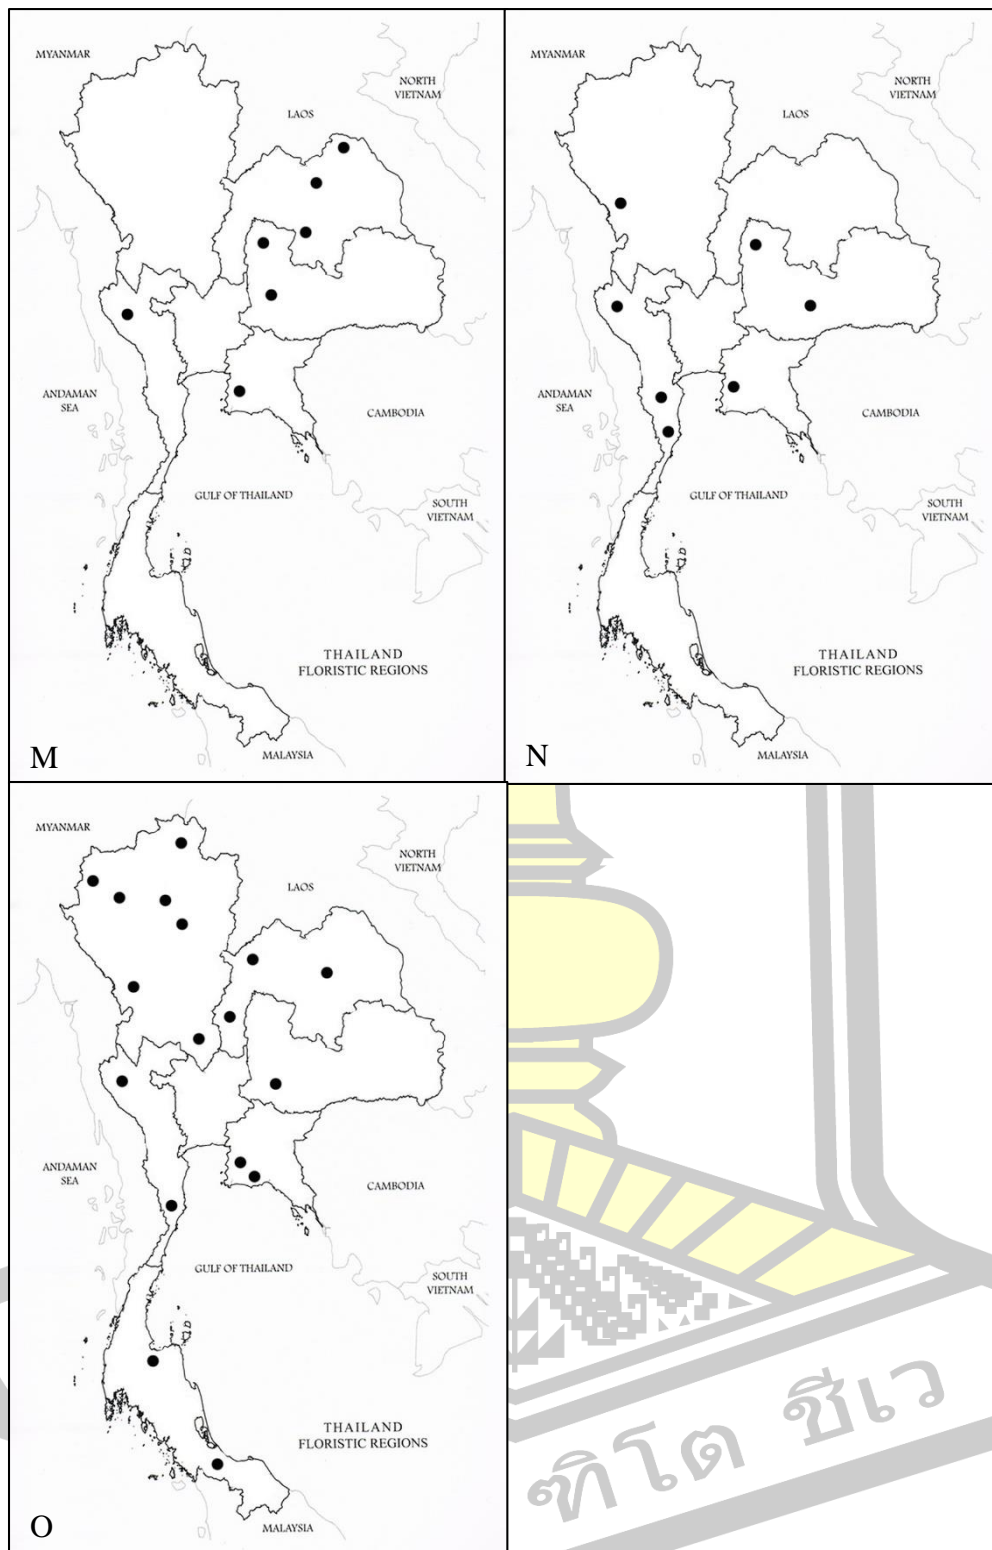 MYANMAR
NORTH
VIETNAM
LAOS
ANDAMAN
SEA
CAMBODIA
GULF OF THAILAND
SOUTH
VIETNAM
THAILAND
FLORISTIC REGIONS
MALAYSIA
M
MYANMAR
NORTH
VIETNAM
LAOS
ANDAMAN
SEA
CAMBODIA
GULF OF THAILAND
SOUTH
VIETNAM
THAILAND
FLORISTIC REGIONS
MALAYSIA
N
MYANMAR
NORTH
VIETNAM
LAOS
ANDAMAN
SEA
CAMBODIA
GULF OF THAILAND
SOUTH
VIETNAM
THAILAND
FLORISTIC REGIONS
MALAYSIA
O
ฑิโต ชีเว